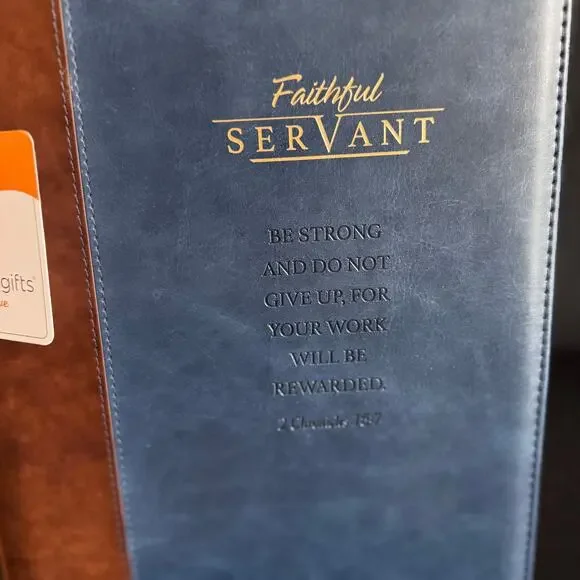 Faithful
SERVANT
BE STRONG
AND DO NOT
GIVE UP, FOR
YOUR WORK
WILL BE
REWARDED.
2 Chronicles 15:7
gifts®